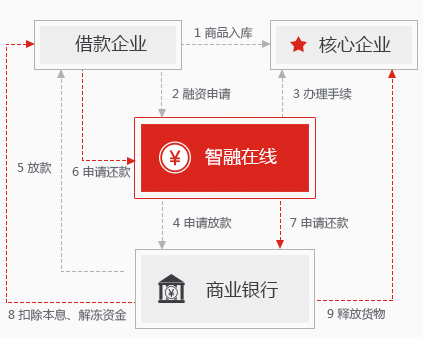 借款企业
1 商品入库
核心企业
2 融资申请
3 办理手续
智融在线
5 放款
6 申请还款
4 申请放款
7 申请还款
商业银行
8 扣除本息、解冻资金
9 释放货物